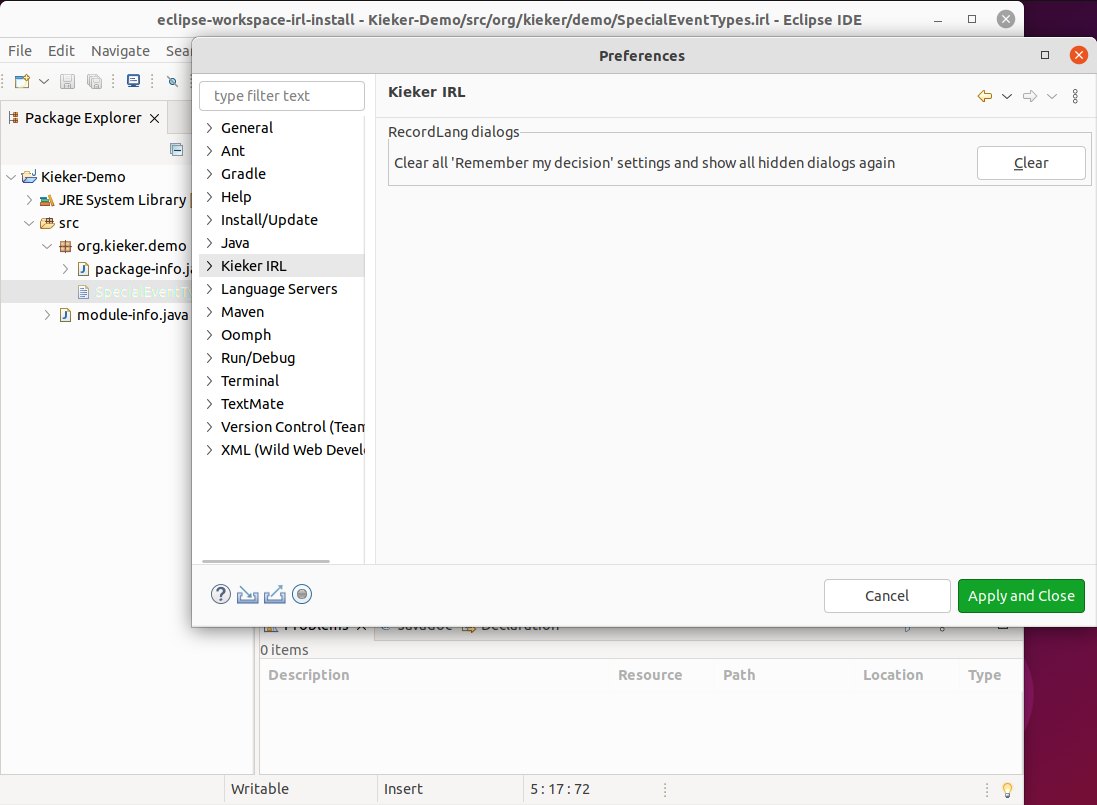 eclipse-workspace-irl-install - Kieker-Demo/src/org/kieker/demo/SpecialEventTypes.irl - Eclipse IDE
File Edit Navigate Sear
Preferences
Package Explorer
Kieker-Demo
JRE System Library
src
org.kieker.demo
package-info.ja
SpecialEventTy
module-info.java
type filter text
General
Ant
Gradle
Help
Install/Update
Java
Kieker IRL
Language Servers
Maven
Oomph
Run/Debug
Terminal
TextMate
Version Control (Team
XML (Wild Web Devel
Kieker IRL
RecordLang dialogs
Clear all 'Remember my decision' settings and show all hidden dialogs again
Clear
Cancel
Apply and Close
Problems Javadoc Declaration
0 items
Description Resource Path Location Type
Writable Insert 5 : 17 : 72